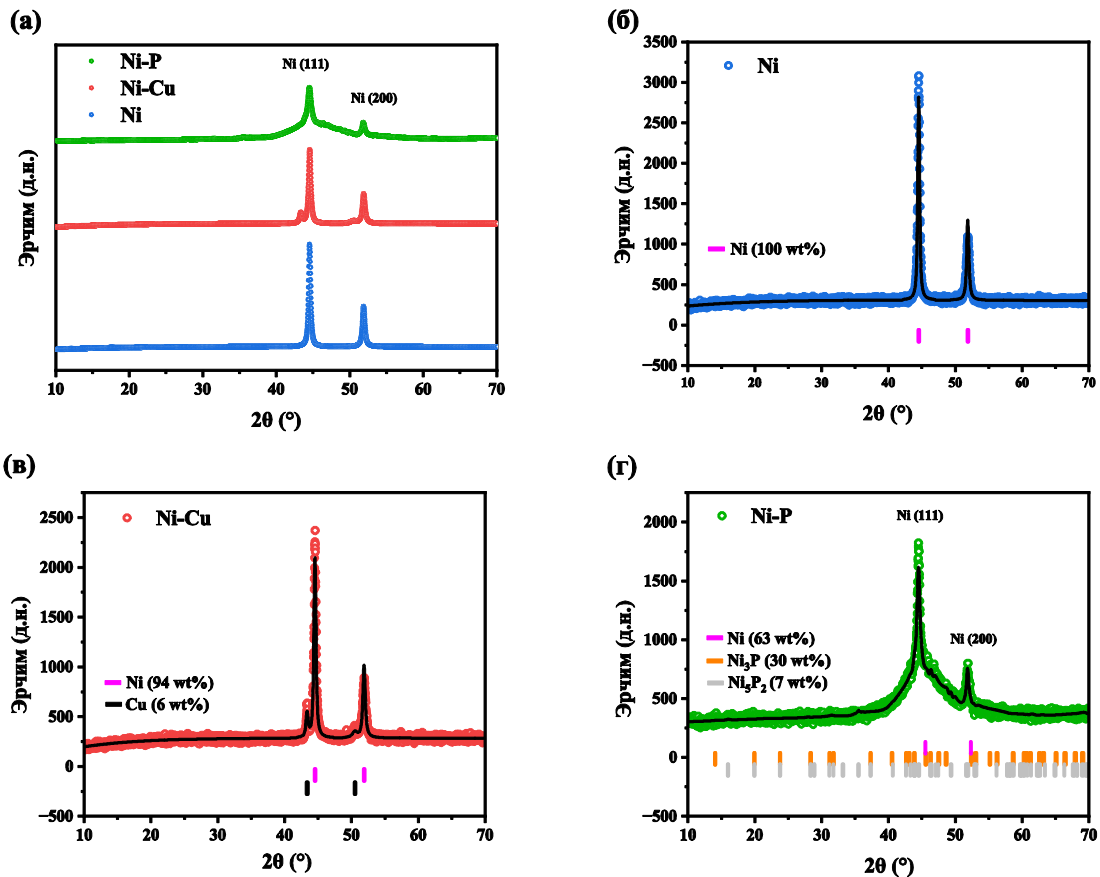 (а)
Ni-P
Ni-Cu
Ni
Ni (111)
Ni (200)
Эрчим (д.н.)
10 20 30 40 50 60 70
2θ (°)
(б)
3500
3000
2500
2000
1500
1000
500
0
−500
Ni
Ni (100 wt%)
Эрчим (д.н.)
10 20 30 40 50 60 70
2θ (°)
(в)
2500
2000
1500
1000
500
0
−500
Ni-Cu
Ni (94 wt%)
Cu (6 wt%)
Эрчим (д.н.)
10 20 30 40 50 60 70
2θ (°)
(г)
2000
1500
1000
500
0
−500
Ni-P
Ni (111)
Ni (200)
Ni (63 wt%)
Ni₃P (30 wt%)
Ni₅P₂ (7 wt%)
Эрчим (д.н.)
10 20 30 40 50 60 70
2θ (°)